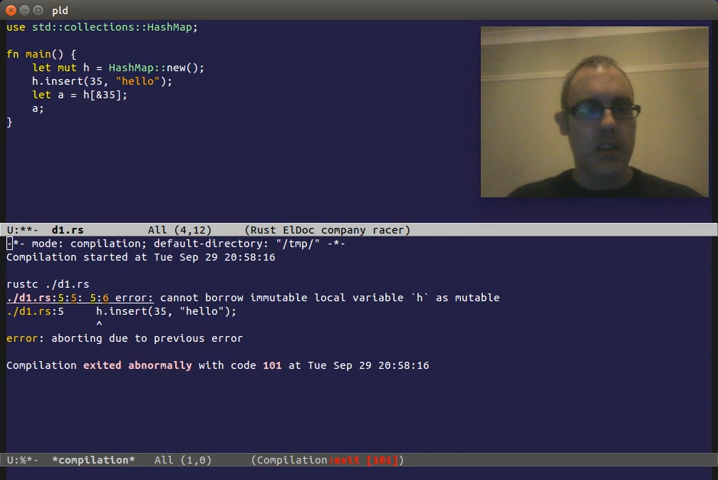 pld
use std::collections::HashMap;
fn main() {
    let mut h = HashMap::new();
    h.insert(35, "hello");
    let a = h[&35];
    a;
}
U:**-  d1.rs          All (4,12)     (Rust ElDoc company racer)
-*- mode: compilation; default-directory: "/tmp/" -*-
Compilation started at Tue Sep 29 20:58:16
rustc ./d1.rs
./d1.rs:5:5: 5:6 error: cannot borrow immutable local variable `h` as mutable
./d1.rs:5     h.insert(35, "hello");
              ^
error: aborting due to previous error
Compilation exited abnormally with code 101 at Tue Sep 29 20:58:16
U:%*-  *compilation*   All (1,0)      (Compilation:exit [101])